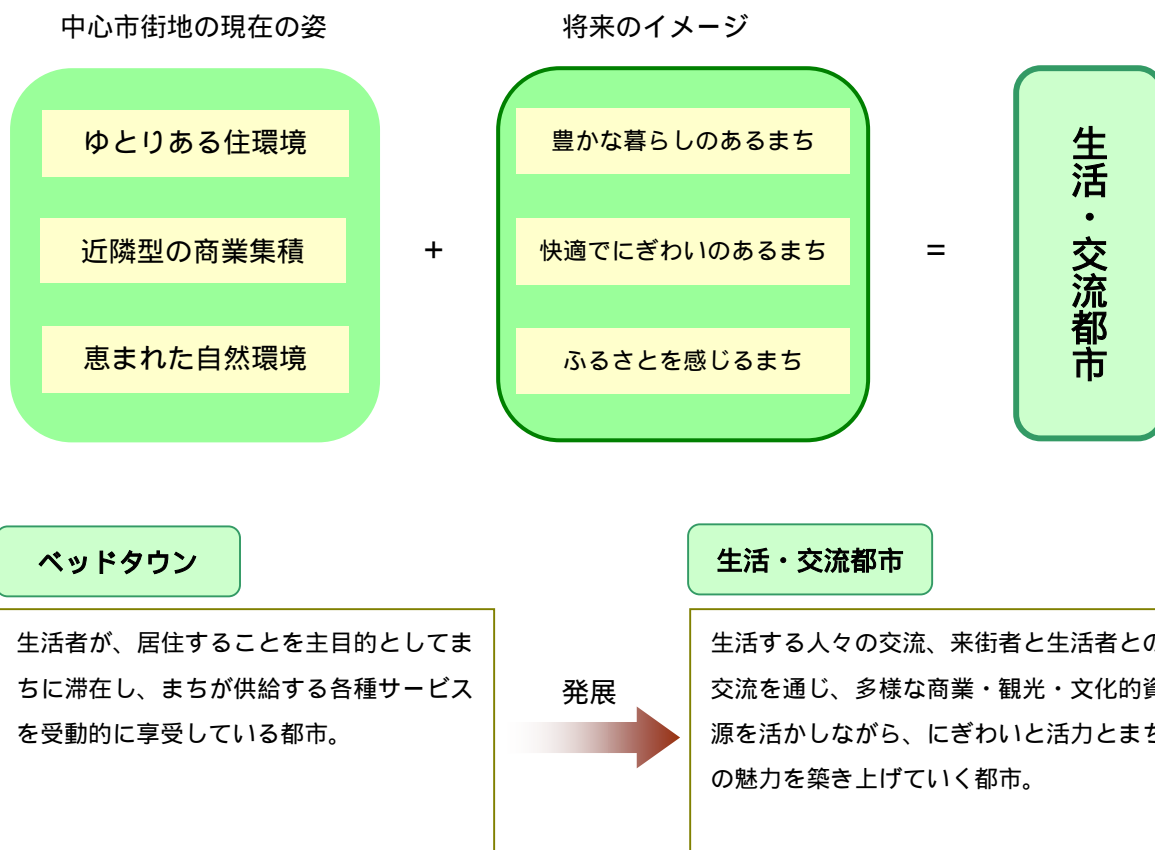 中心市街地の現在の姿
将来のイメージ
ゆとりある住環境
近隣型の商業集積
恵まれた自然環境
+
豊かな暮らしのあるまち
快適でにぎわいのあるまち
ふるさとを感じるまち
=
生活・交流都市
ベッドタウン
生活者が、居住することを主目的としてま
ちに滞在し、まちが供給する各種サービス
を受動的に享受している都市。
発展
生活・交流都市
生活する人々の交流、来街者と生活者との
交流を通じ、多様な商業・観光・文化的資
源を活かしながら、にぎわいと活力とまち
の魅力を築き上げていく都市。